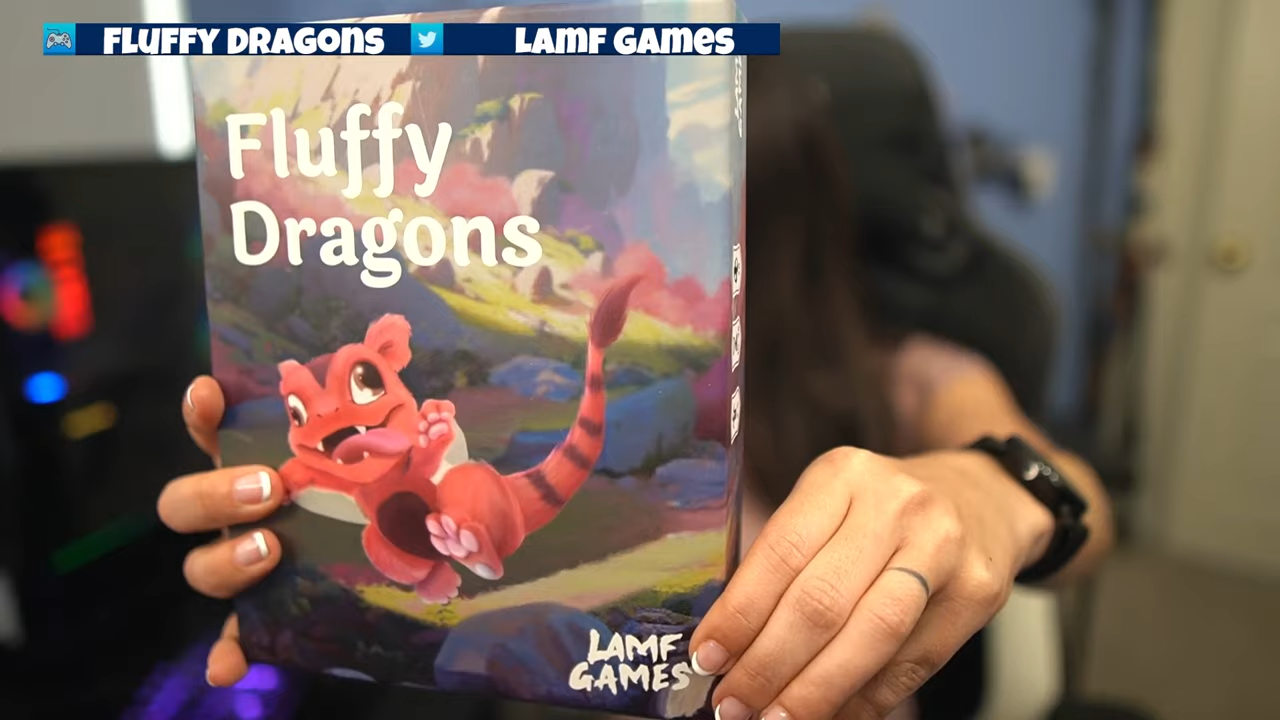 FLUFFY DRAGONS
LAMF GAMES
Fluffy
Dragons
LAMF
GAMES